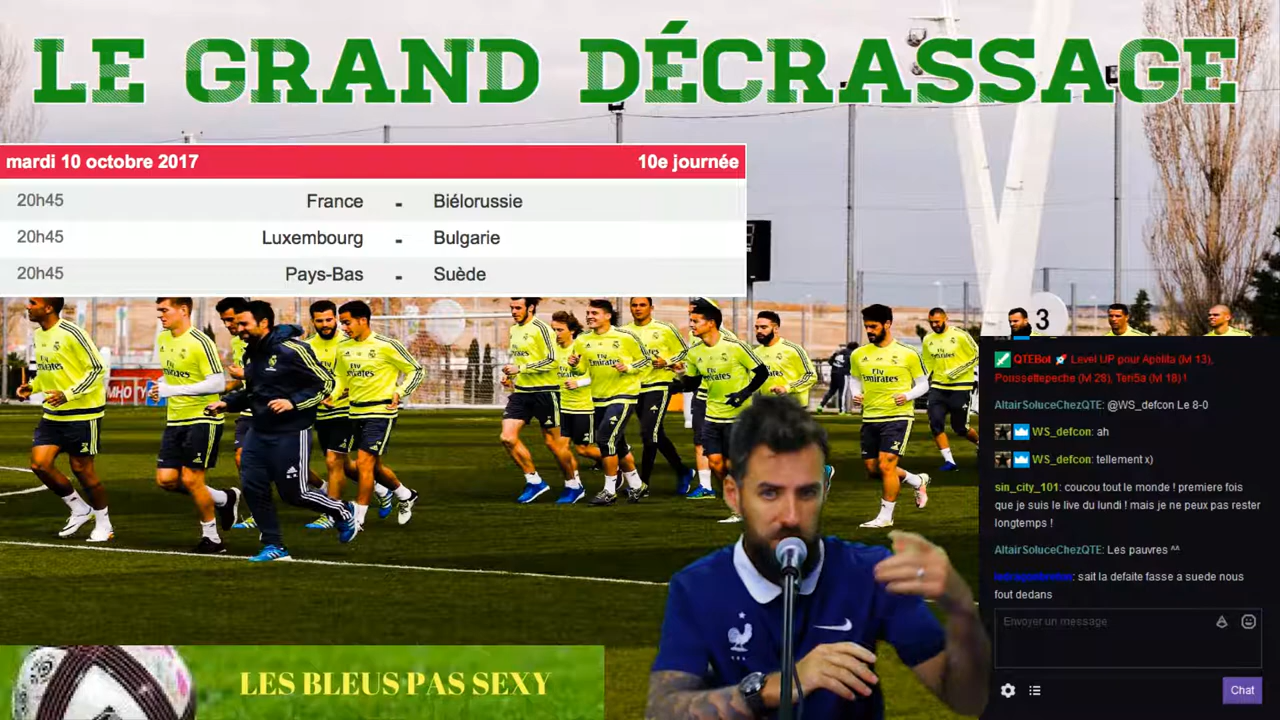 LE GRAND DÉCRASSAGE
mardi 10 octobre 2017 10e journée
20h45 France - Biélorussie
20h45 Luxembourg - Bulgarie
20h45 Pays-Bas - Suède
Fly Emirates
3
QTEBot Level UP pour Apolita (lvl 13),
Poussettepeche (lvl 28), Ten5a (lvl 18) !
AltairSoluceChezQTE: @WS_defcon Le 8-0
WS_defcon: ah
WS_defcon: tellement x)
sin_city_101: coucou tout le monde ! premiere fois
que je suis le live du lundi ! mais je ne peux pas rester
longtemps !
AltairSoluceChezQTE: Les pauvres ^^
: sait la defaite fasse a suede nous
fout dedans
Envoyer un message
Chat
LES BLEUS PAS SEXY